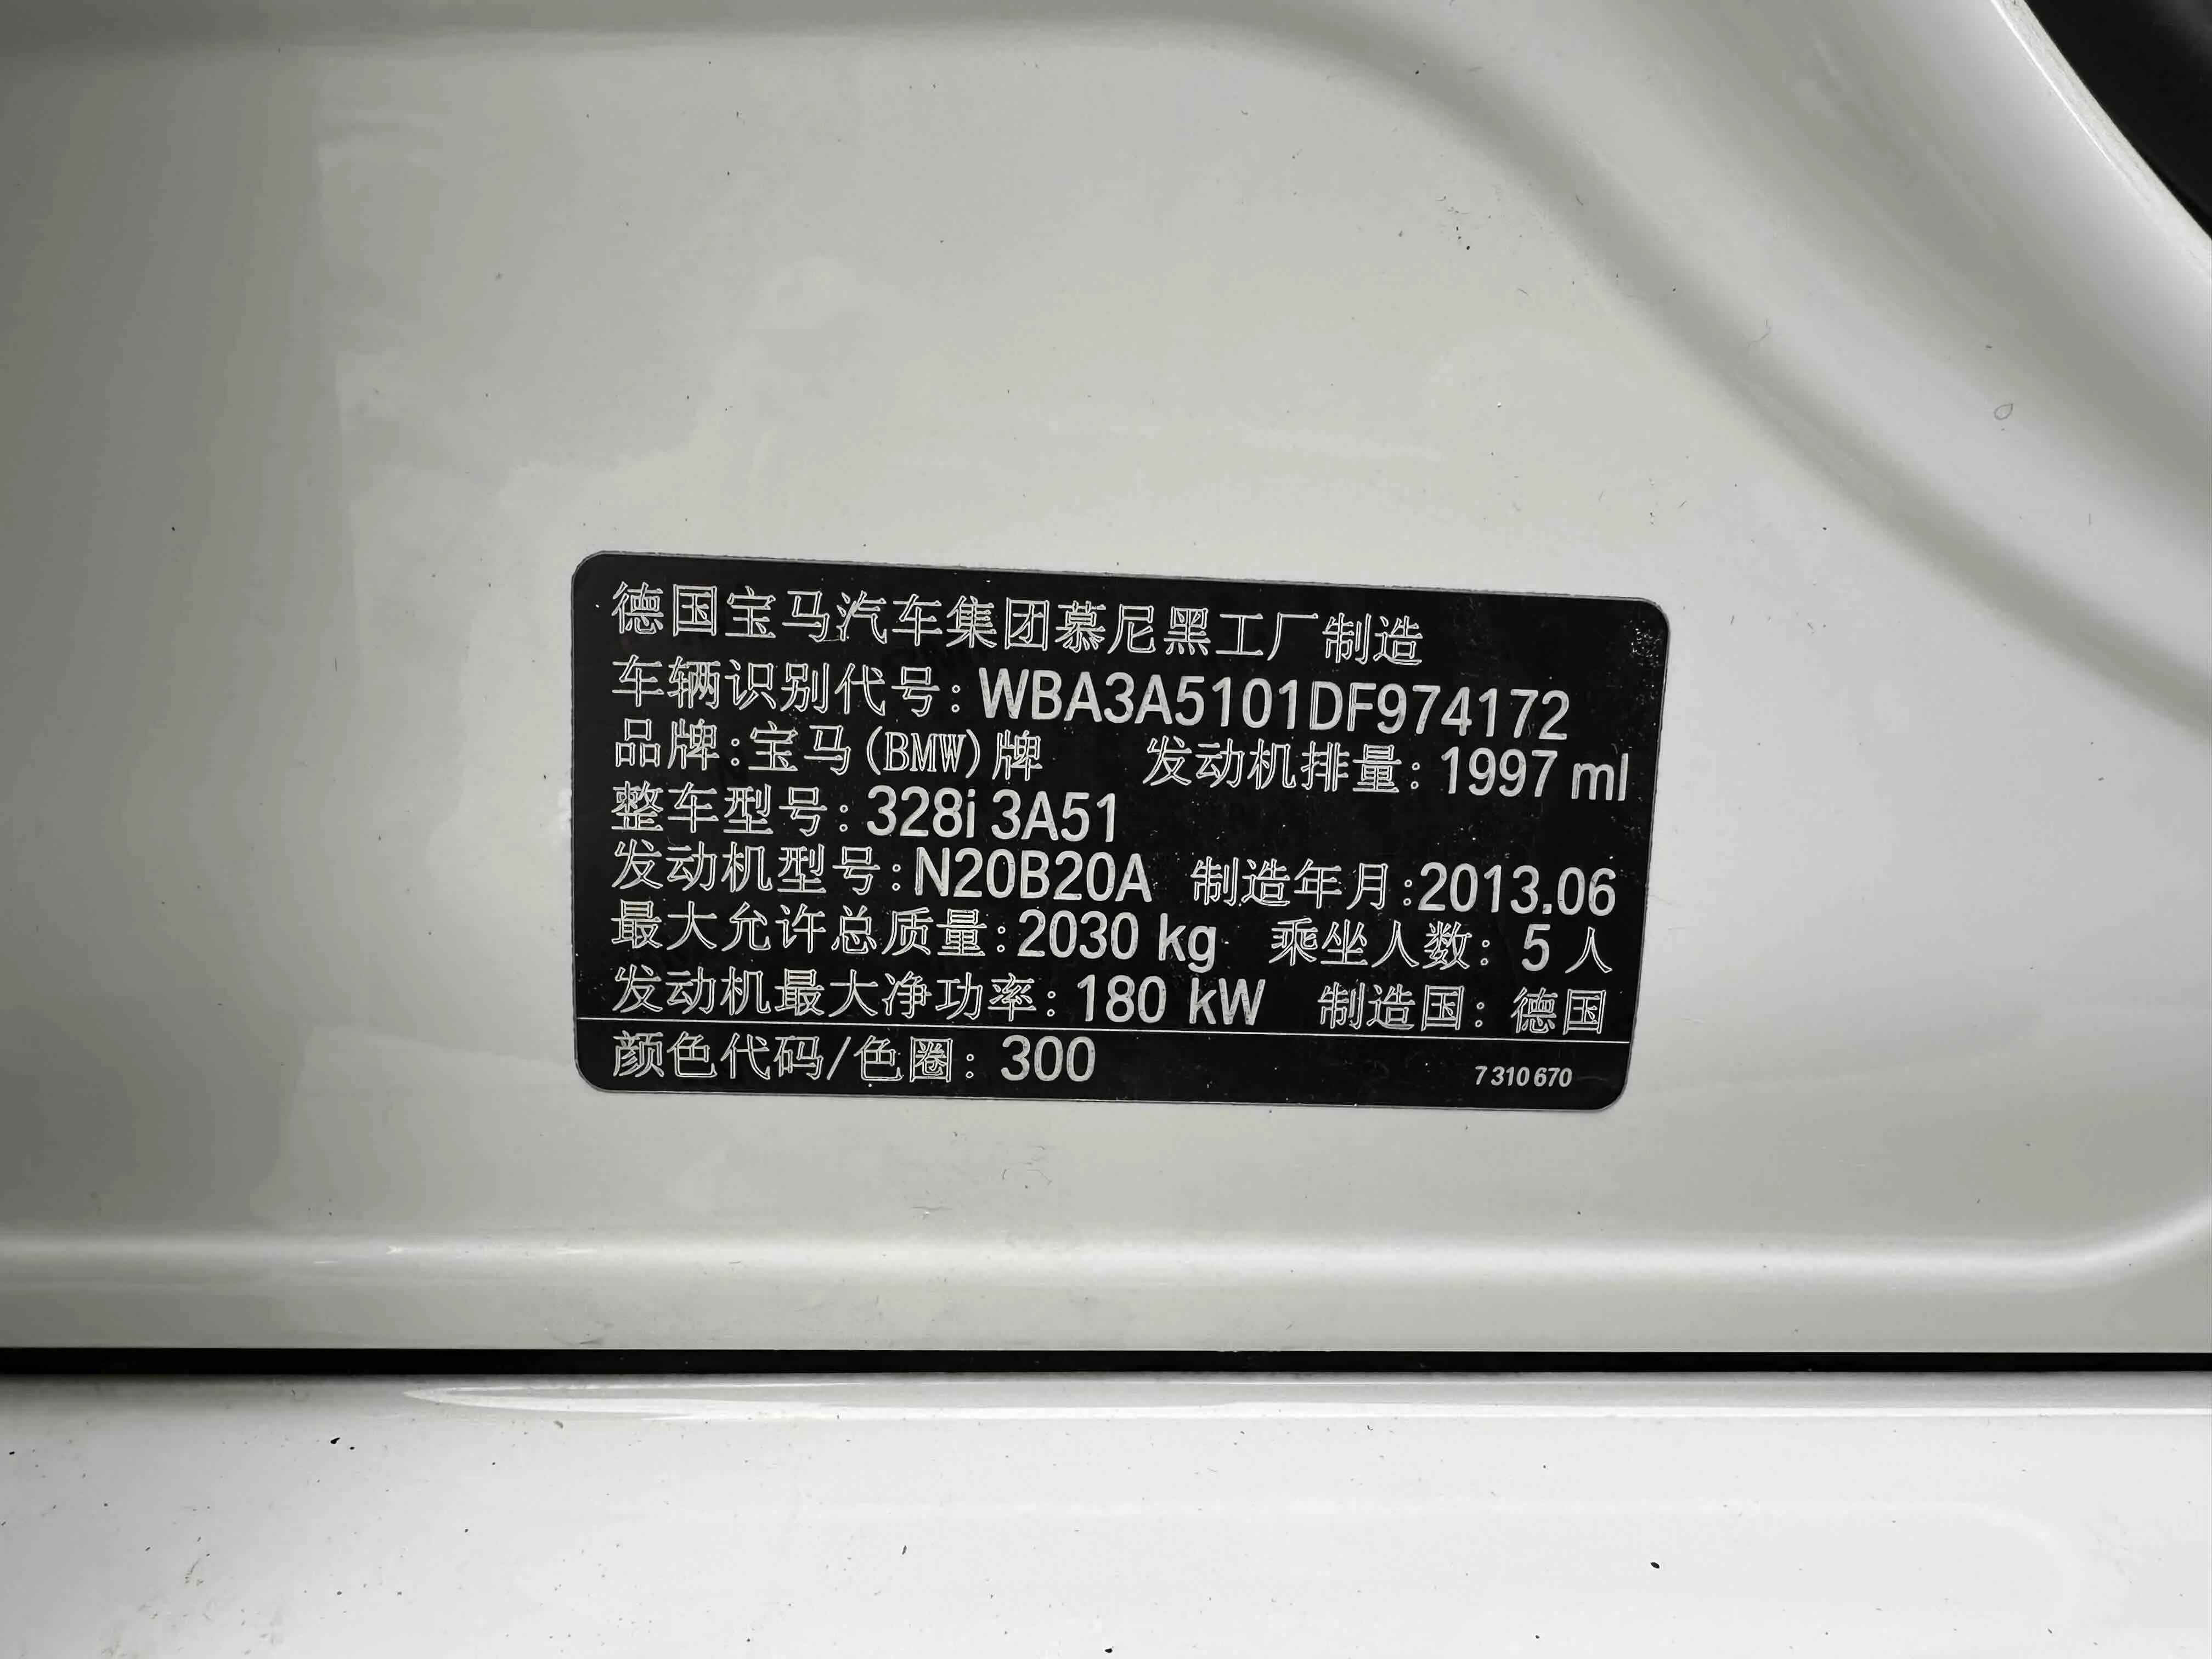 德国宝马汽车集团慕尼黑工厂制造
车辆识别代号: WBA3A5101DF974172
品牌:宝马(BMW)牌 发动机排量: 1997 ml
整车型号: 328i 3A51
发动机型号:N20B20A 制造年月:2013.06
最大允许总质量:2030 kg 乘坐人数: 5人
发动机最大净功率: 180 kW 制造国: 德国
颜色代码/色圈: 300 7 310 670